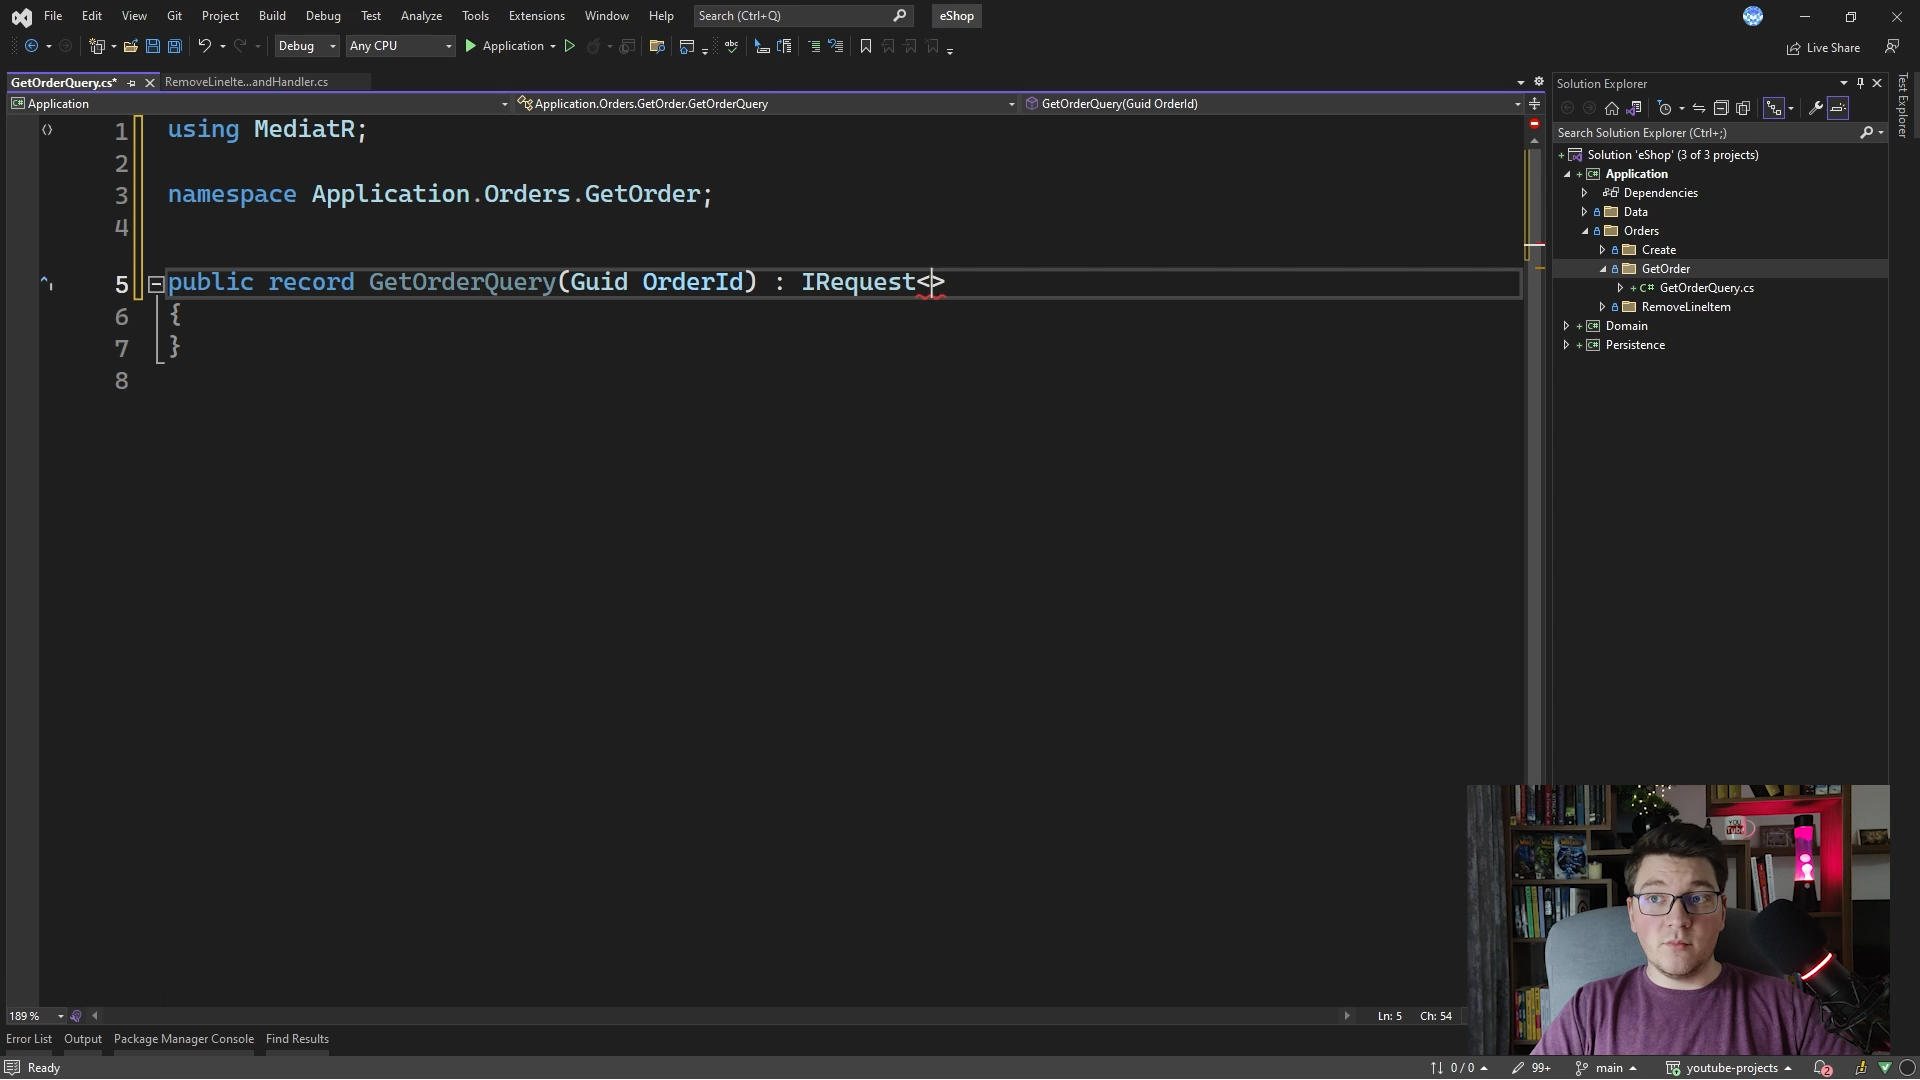 File Edit View Git Project Build Debug Test Analyze Tools Extensions Window Help Search (Ctrl+Q) eShop
Debug Any CPU Application Live Share
GetOrderQuery.cs* RemoveLineIte...andHandler.cs
Application Application.Orders.GetOrder.GetOrderQuery GetOrderQuery(Guid OrderId)
1 using MediatR;
2
3 namespace Application.Orders.GetOrder;
4
5 public record GetOrderQuery(Guid OrderId) : IRequest<>
6 {
7 }
8
Solution Explorer
Search Solution Explorer (Ctrl+;)
Solution 'eShop' (3 of 3 projects)
Application
Dependencies
Data
Orders
Create
GetOrder
C# GetOrderQuery.cs
RemoveLineItem
Domain
Persistence
Test Explorer
YOU
Tube
189 % Ln: 5 Ch: 54
Error List Output Package Manager Console Find Results
Ready 0 / 0 99+ main youtube-projects 2